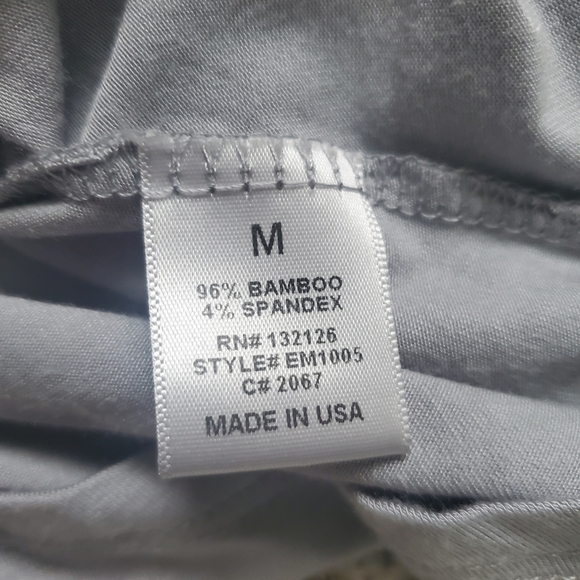 M
96% BAMBOO
4% SPANDEX
RN# 132126
STYLE# EM1005
C# 2067
MADE IN USA